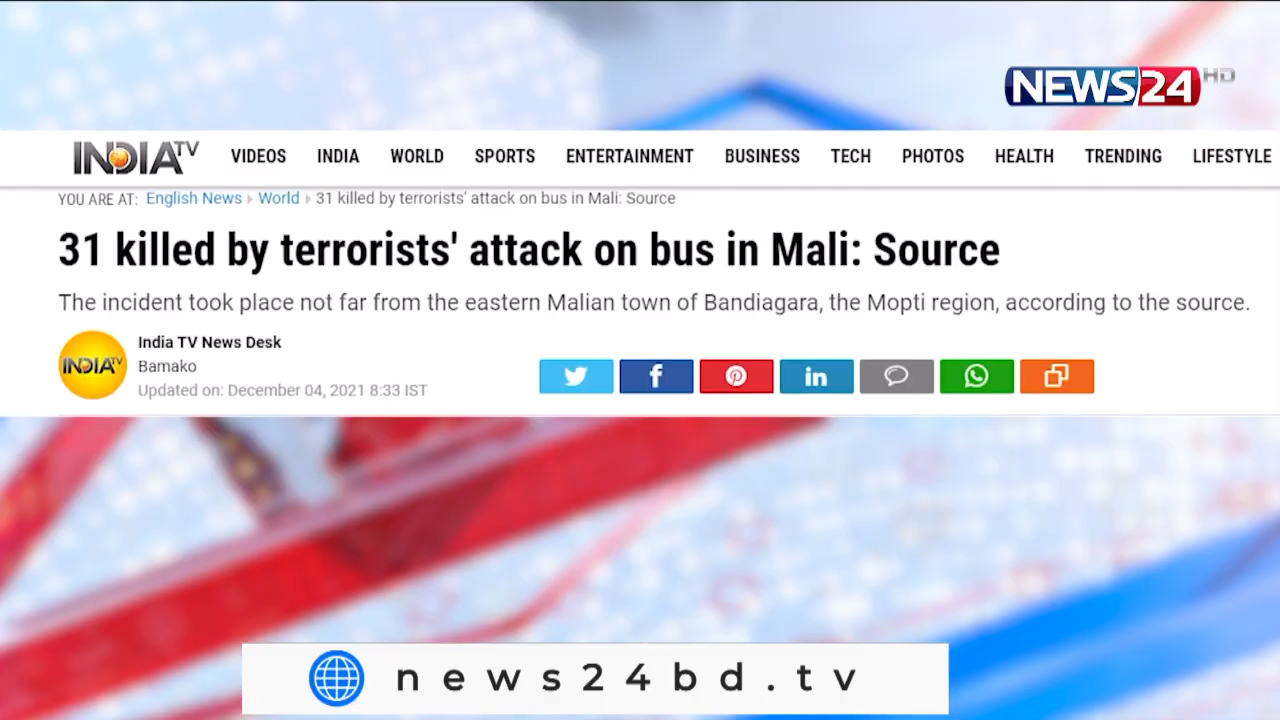 NEWS24 HD
INDIA TV VIDEOS INDIA WORLD SPORTS ENTERTAINMENT BUSINESS TECH PHOTOS HEALTH TRENDING LIFESTYLE
YOU ARE AT: English News World 31 killed by terrorists' attack on bus in Mali: Source
31 killed by terrorists' attack on bus in Mali: Source
The incident took place not far from the eastern Malian town of Bandiagara, the Mopti region, according to the source.
INDIA TV
India TV News Desk
Bamako
Updated on: December 04, 2021 8:33 IST
news24bd.tv